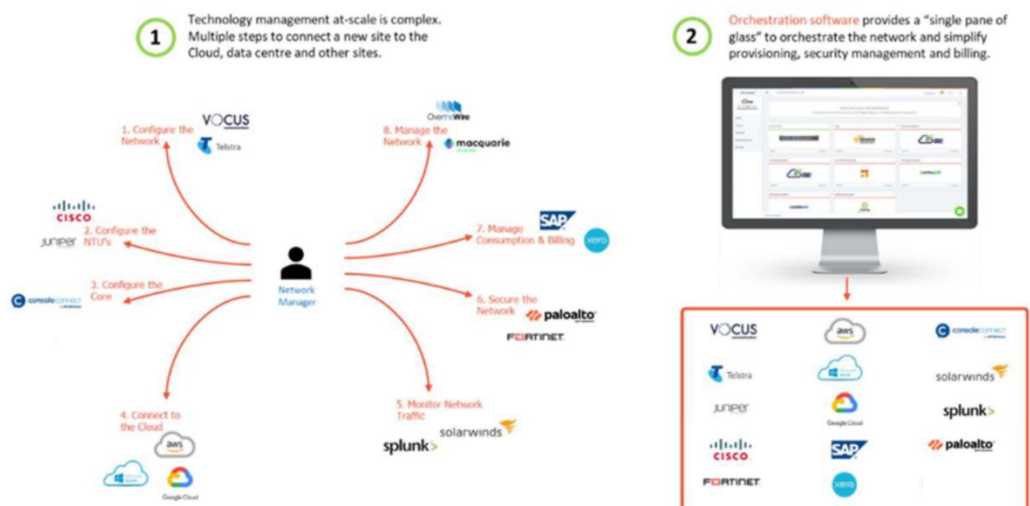 1
Technology management at-scale is complex.
Multiple steps to connect a new site to the
Cloud, data centre and other sites.
1. Configure the
Network
VOCUS
Telstra
CISCO
JUNIPER
2. Configure the
NTU's
3. Configure the
Core
consoleconnect
4. Connect to
the Cloud
aws
Google Cloud
8. Manage the
Network
OvertheWire
macquarie
7. Manage
Consumption & Billing
SAP
xero
6. Secure the
Network
paloalto
FORTINET
5. Monitor Network
Traffic
splunk>
solarwinds
Network
Manager
2
Orchestration software provides a "single pane of
glass" to orchestrate the network and simplify
provisioning, security management and billing.
VOCUS
aws
consoleconnect
Telstra
solarwinds
JUNIPER
Google Cloud
splunk>
CISCO
SAP
paloalto
FORTINET
xero